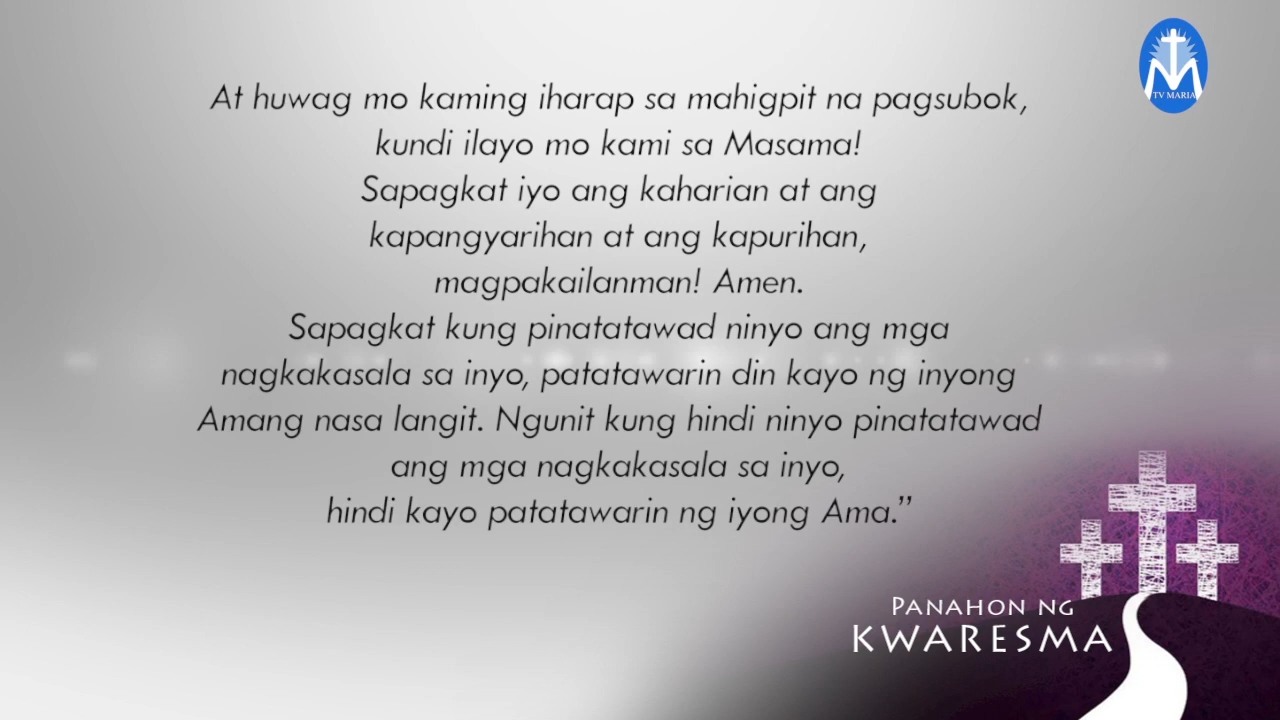 TV MARIA
At huwag mo kaming iharap sa mahigpit na pagsubok,
kundi ilayo mo kami sa Masama!
Sapagkat iyo ang kaharian at ang
kapangyarihan at ang kapurihan,
magpakailanman! Amen.
Sapagkat kung pinatatawad ninyo ang mga
nagkakasala sa inyo, patatawarin din kayo ng inyong
Amang nasa langit. Ngunit kung hindi ninyo pinatatawad
ang mga nagkakasala sa inyo,
hindi kayo patatawarin ng iyong Ama.”
PANAHON NG
KWARESMA